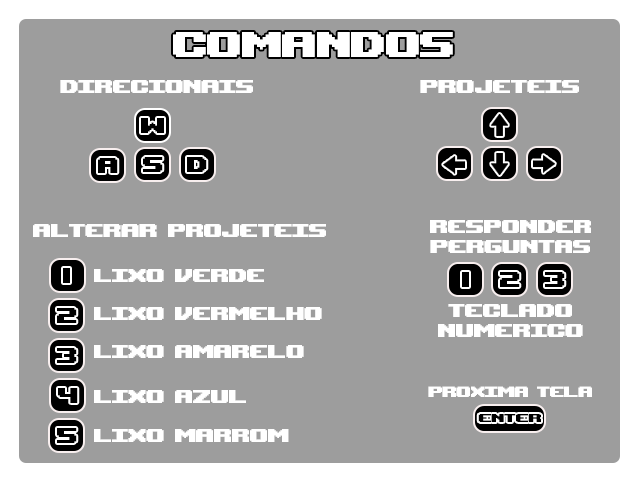 COMANDOS
DIRECIONAIS
W
A S D
PROJETEIS
ALTERAR PROJETEIS
1 LIXO VERDE
2 LIXO VERMELHO
3 LIXO AMARELO
4 LIXO AZUL
5 LIXO MARROM
RESPONDER
PERGUNTAS
1 2 3
TECLADO
NUMERICO
PROXIMA TELA
ENTER